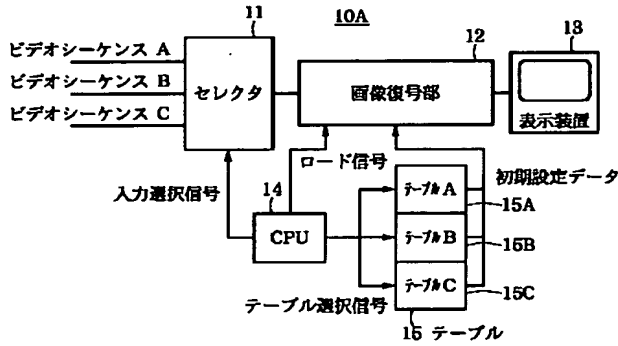 10A
11
12
13
ビデオシーケンス A
ビデオシーケンス B
ビデオシーケンス C
セレクタ
画像復号部
表示装置
ロード信号
入力選択信号
14
CPU
テーブル A
テーブル B
テーブル C
初期設定データ
15A
15B
15C
テーブル選択信号
15 テーブル